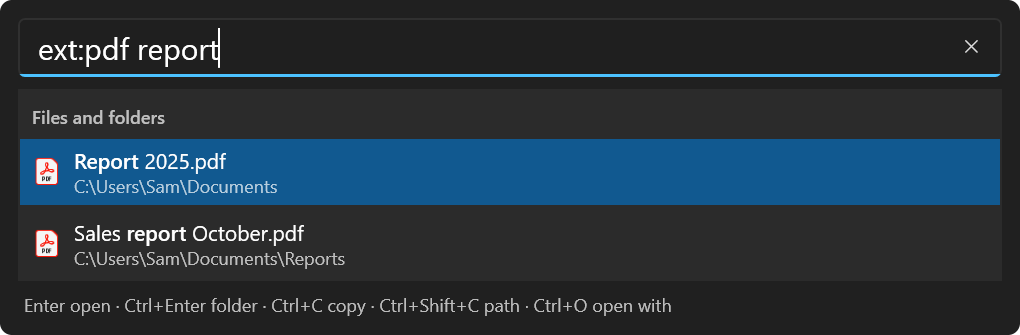 ext:pdf report
Files and folders
Report 2025.pdf
C:\Users\Sam\Documents
Sales report October.pdf
C:\Users\Sam\Documents\Reports
Enter open · Ctrl+Enter folder · Ctrl+C copy · Ctrl+Shift+C path · Ctrl+O open with